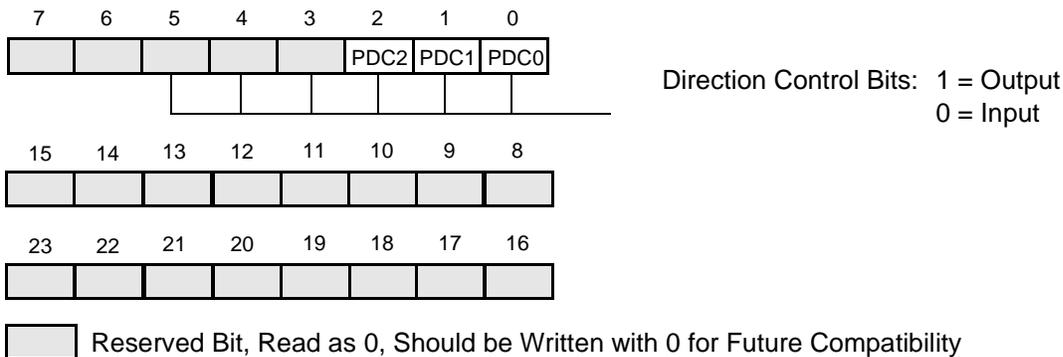 7 6 5 4 3 2 1 0
PDC2 PDC1 PDC0
Direction Control Bits: 1 = Output
0 = Input
15 14 13 12 11 10 9 8
23 22 21 20 19 18 17 16
Reserved Bit, Read as 0, Should be Written with 0 for Future Compatibility